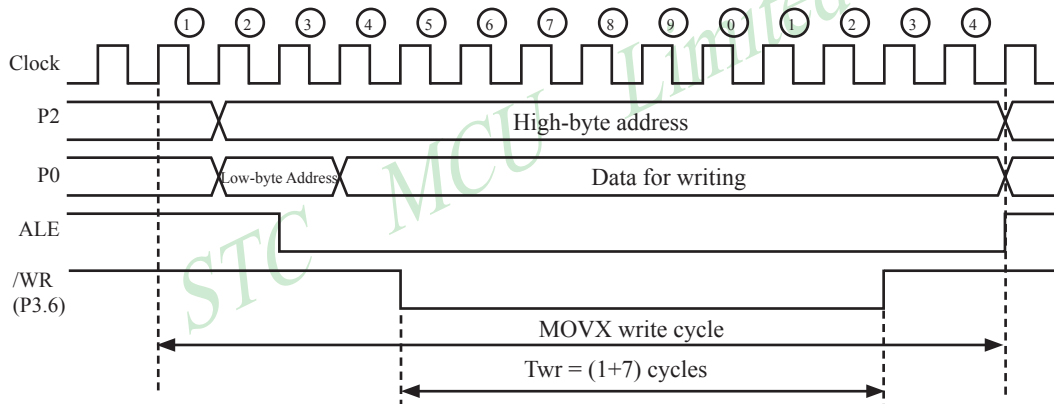 1 2 3 4 5 6 7 8 9 0 1 2 3 4
Clock
P2
High-byte address
P0
Low-byte Address
Data for writing
ALE
/WR
(P3.6)
MOVX write cycle
Twr = (1+7) cycles
STC MCU Limited